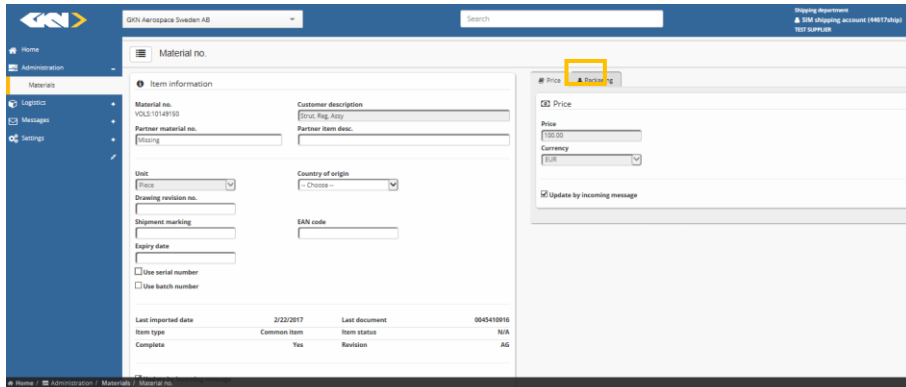 GKN
GKN Aerospace Sweden AB
Search
Shipping department
SIM shipping account (44617ship)
TEST SUPPLIER
Home
Administration
Materials
Logistics
Messages
Settings
Material no.
Item information
Material no.
Customer description
VOLS:10149150
Strut, Reg, Assy
Partner material no.
Partner item desc.
Missing
Unit
Country of origin
Piece
-- Choose --
Drawing revision no.
Shipment marking
EAN code
Expiry date
Use serial number
Use batch number
Last imported date 2/22/2017 Last document 0045410916
Item type Common item Item status N/A
Complete Yes Revision AG
Price
Packaging
Price
Price
100.00
Currency
EUR
Update by incoming message
Home / Administration / Materials / Material no.